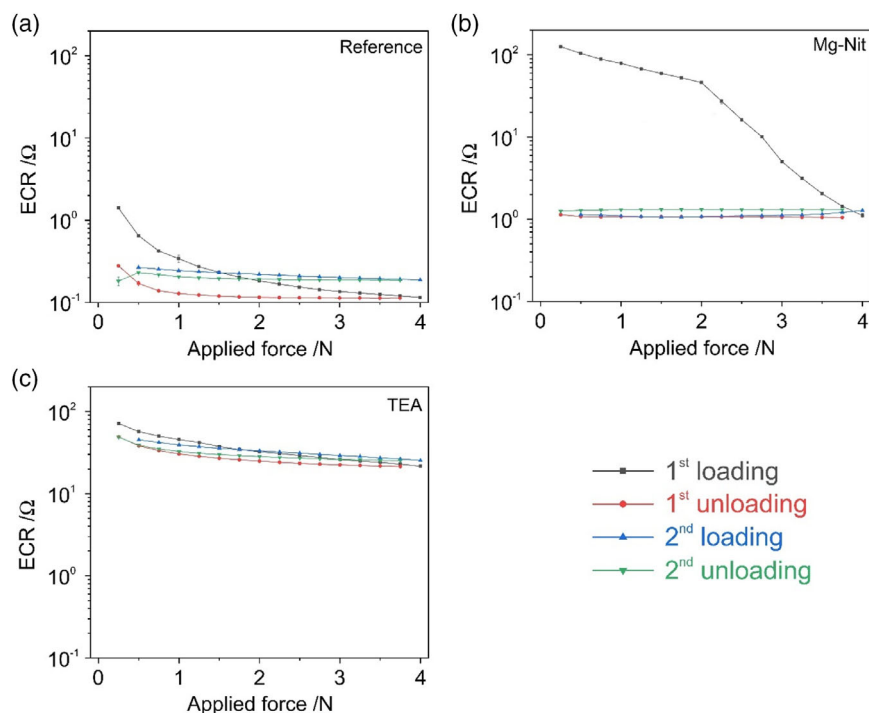 (a)
Reference
10²
10¹
10⁰
10⁻¹
ECR /Ω
0 1 2 3 4
Applied force /N
(b)
Mg-Nit
10²
10¹
10⁰
10⁻¹
ECR /Ω
0 1 2 3 4
Applied force /N
(c)
TEA
10²
10¹
10⁰
10⁻¹
ECR /Ω
0 1 2 3 4
Applied force /N
1ˢᵗ loading
1ˢᵗ unloading
2ⁿᵈ loading
2ⁿᵈ unloading